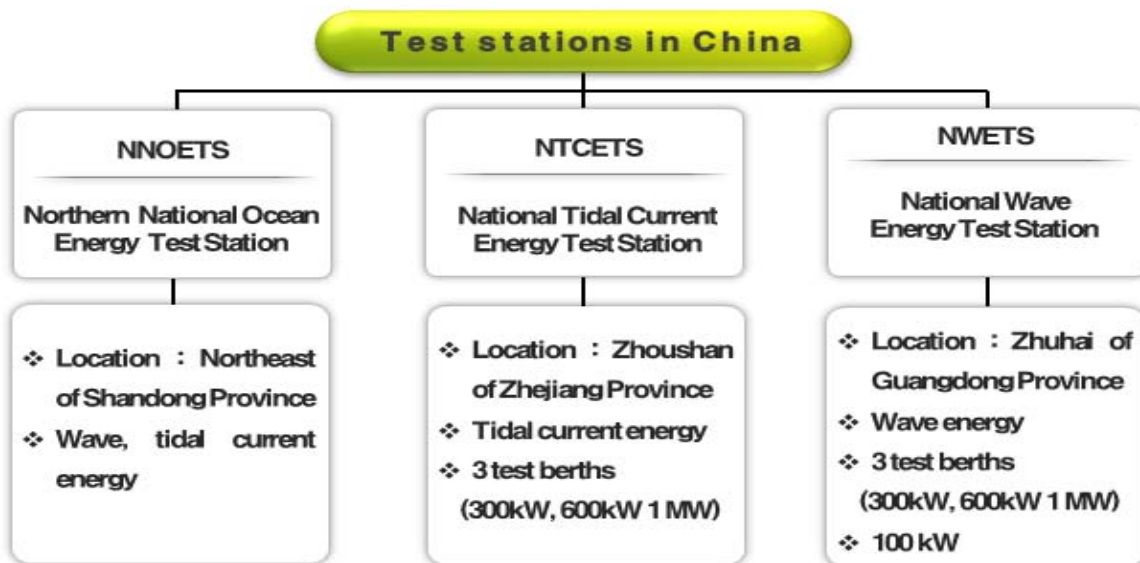 Test stations in China
NNOETS
Northern National Ocean
Energy Test Station
❖ Location : Northeast
of Shandong Province
❖ Wave, tidal current
energy
NTCETS
National Tidal Current
Energy Test Station
❖ Location : Zhoushan
of Zhejiang Province
❖ Tidal current energy
❖ 3 test berths
(300kW, 600kW 1 MW)
NWETS
National Wave
Energy Test Station
❖ Location : Zhuhai of
Guangdong Province
❖ Wave energy
❖ 3 test berths
(300kW, 600kW 1 MW)
❖ 100 kW